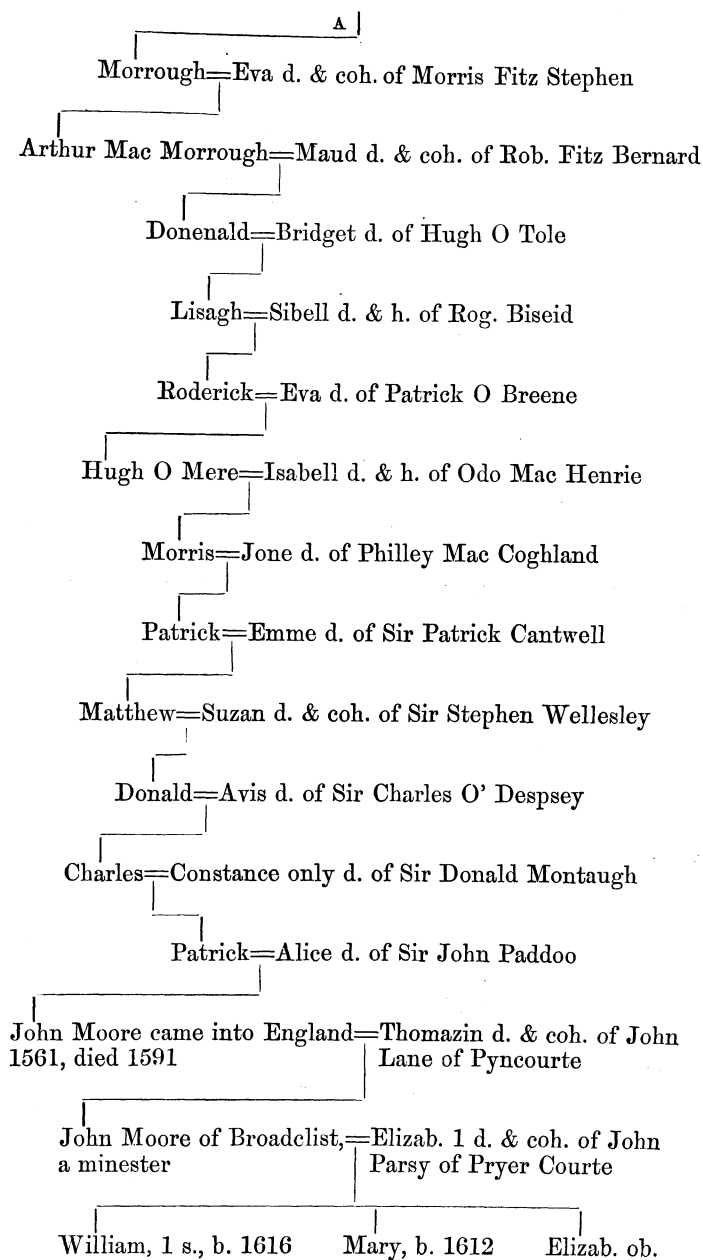 A
Morrough=Eva d. & coh. of Morris Fitz Stephen
Arthur Mac Morrough=Maud d. & coh. of Rob. Fitz Bernard
Donenald=Bridget d. of Hugh O Tole
Lisagh=Sibell d. & h. of Rog. Biseid
Roderick=Eva d. of Patrick O Breene
Hugh O Mere=Isabell d. & h. of Odo Mac Henrie
Morris=Jone d. of Philley Mac Coghland
Patrick=Emme d. of Sir Patrick Cantwell
Matthew=Suzan d. & coh. of Sir Stephen Wellesley
Donald=Avis d. of Sir Charles O' Despsey
Charles=Constance only d. of Sir Donald Montaugh
Patrick=Alice d. of Sir John Paddoo
John Moore came into England=Thomazin d. & coh. of John
1561, died 1591 Lane of Pyncourte
John Moore of Broadclist,=Elizab. 1 d. & coh. of John
a minester Parsy of Pryer Courte
William, 1 s., b. 1616 Mary, b. 1612 Elizab. ob.